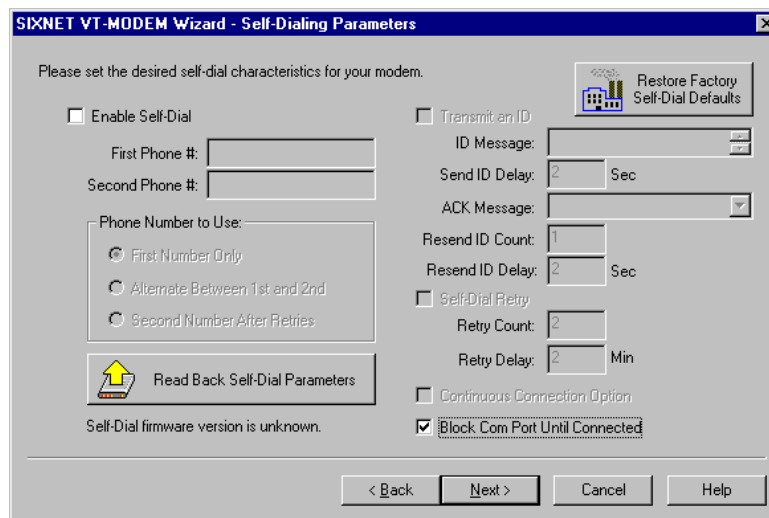 SIXNET VT-MODEM Wizard - Self-Dialing Parameters
Please set the desired self-dial characteristics for your modem.
Restore Factory
Self-Dial Defaults
Enable Self-Dial
First Phone #:
Second Phone #:
Phone Number to Use:
First Number Only
Alternate Between 1st and 2nd
Second Number After Retries
Read Back Self-Dial Parameters
Self-Dial firmware version is unknown.
Transmit an ID
ID Message:
Send ID Delay: 2 Sec
ACK Message:
Resend ID Count: 1
Resend ID Delay: 2 Sec
Self-Dial Retry
Retry Count: 2
Retry Delay: 2 Min
Continuous Connection Option
Block Com Port Until Connected
< Back
Next >
Cancel
Help